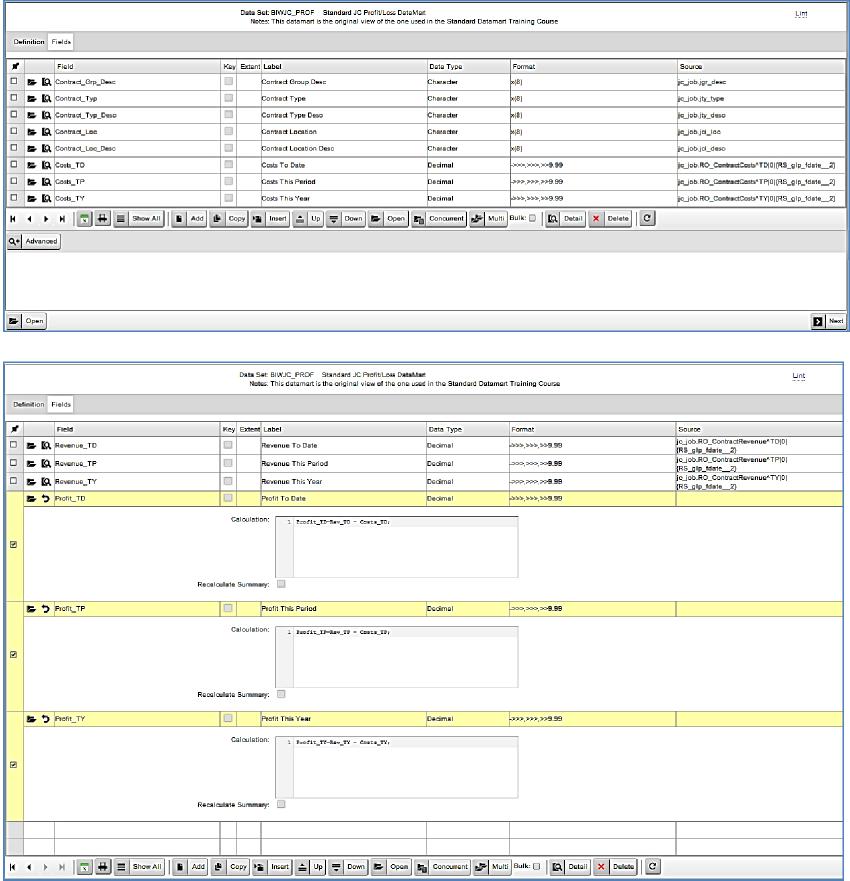 Data Set: BIWJC_PROF Standard JC Profit/Loss DataMart
Notes: This datamart is the original view of the one used in the Standard Datamart Training Course
Lint
Definition Fields
Field Key Extent Label Data Type Format Source
Contract_Grp_Desc Contract Group Desc Character x(8) jc_job.jgr_desc
Contract_Typ Contract Type Character x(8) jc_job.jty_type
Contract_Typ_Desc Contract Type Desc Character x(8) jc_job.jty_desc
Contract_Loc Contract Location Character x(8) jc_job.jcl_loc
Contract_Loc_Desc Contract Location Desc Character x(8) jc_job.jcl_desc
Costs_TD Costs To Date Decimal ->>>,>>>,>>9.99 jc_job.RO_ContractCosts^TD|0|{RS_glp_fdate__2}
Costs_TP Costs This Period Decimal ->>>,>>>,>>9.99 jc_job.RO_ContractCosts^TP|0|{RS_glp_fdate__2}
Costs_TY Costs This Year Decimal ->>>,>>>,>>9.99 jc_job.RO_ContractCosts^TY|0|{RS_glp_fdate__2}
Show All Add Copy Insert Up Down Open Concurrent Multi Bulk: Detail Delete
Advanced
Open Next
Data Set: BIWJC_PROF Standard JC Profit/Loss DataMart
Notes: This datamart is the original view of the one used in the Standard Datamart Training Course
Lint
Definition Fields
Field Key Extent Label Data Type Format Source
Revenue_TD Revenue To Date Decimal ->>>,>>>,>>9.99 jc_job.RO_ContractRevenue^TD|0|
{RS_glp_fdate__2}
Revenue_TP Revenue This Period Decimal ->>>,>>>,>>9.99 jc_job.RO_ContractRevenue^TP|0|
{RS_glp_fdate__2}
Revenue_TY Revenue This Year Decimal ->>>,>>>,>>9.99 jc_job.RO_ContractRevenue^TY|0|
{RS_glp_fdate__2}
Profit_TD Profit To Date Decimal ->>>,>>>,>>9.99
Calculation: 1 Profit_TD=Rev_TD - Costs_TD;
Recalculate Summary:
Profit_TP Profit This Period Decimal ->>>,>>>,>>9.99
Calculation: 1 Profit_TP=Rev_TP - Costs_TP;
Recalculate Summary:
Profit_TY Profit This Year Decimal ->>>,>>>,>>9.99
Calculation: 1 Profit_TY=Rev_TY - Costs_TY;
Recalculate Summary:
Show All Add Copy Insert Up Down Open Concurrent Multi Bulk: Detail Delete